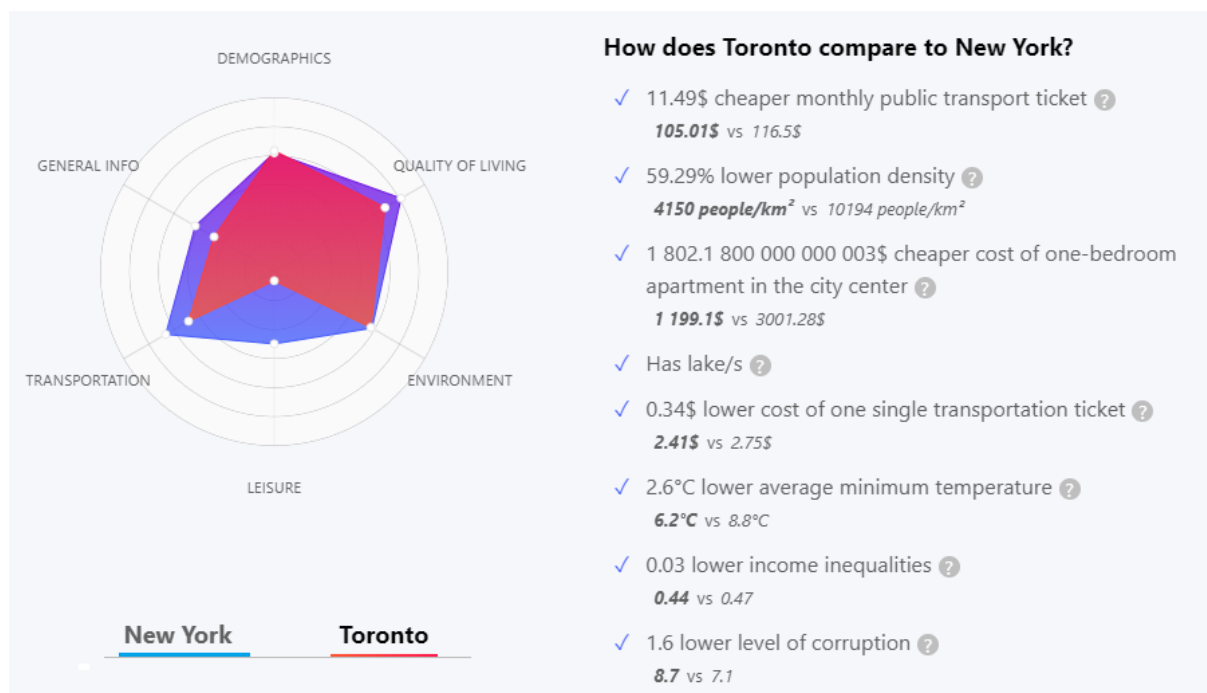 DEMOGRAPHICS
GENERAL INFO
QUALITY OF LIVING
TRANSPORTATION
ENVIRONMENT
LEISURE
New York
Toronto
How does Toronto compare to New York?
✓ 11.49$ cheaper monthly public transport ticket ?
105.01$ vs 116.5$
✓ 59.29% lower population density ?
4150 people/km² vs 10194 people/km²
✓ 1 802.1 800 000 000 003$ cheaper cost of one-bedroom
apartment in the city center ?
1 199.1$ vs 3001.28$
✓ Has lake/s ?
✓ 0.34$ lower cost of one single transportation ticket ?
2.41$ vs 2.75$
✓ 2.6°C lower average minimum temperature ?
6.2°C vs 8.8°C
✓ 0.03 lower income inequalities ?
0.44 vs 0.47
✓ 1.6 lower level of corruption ?
8.7 vs 7.1